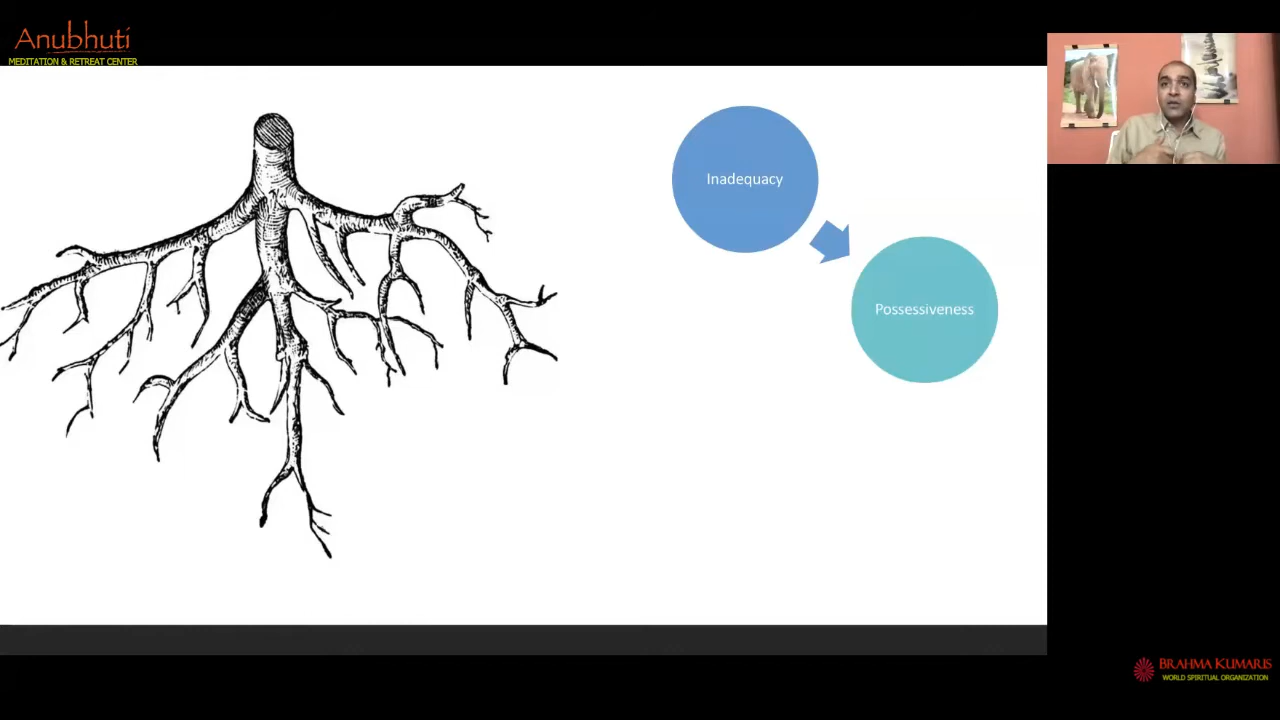 Anubhuti
MEDITATION & RETREAT CENTER
Inadequacy
Possessiveness
BRAHMA KUMARIS
WORLD SPIRITUAL ORGANIZATION